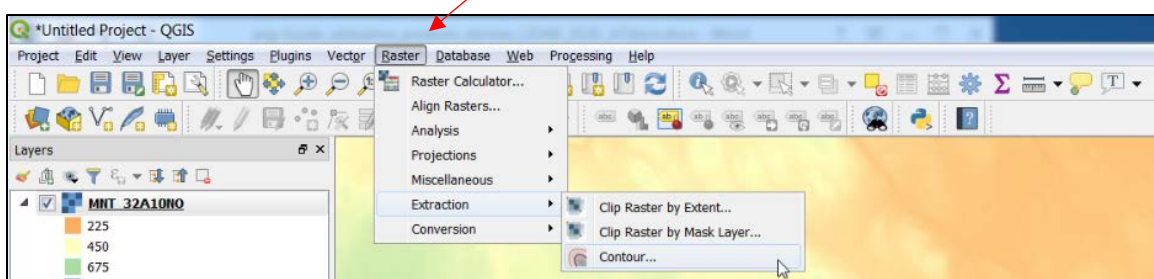 *Untitled Project - QGIS
Project Edit View Layer Settings Plugins Vector Raster Database Web Processing Help
Raster Calculator...
Align Rasters...
Analysis
Layers
Projections
Miscellaneous
MNT_32A10NO
Extraction
Clip Raster by Extent...
225
Conversion
Clip Raster by Mask Layer...
450
Contour...
675